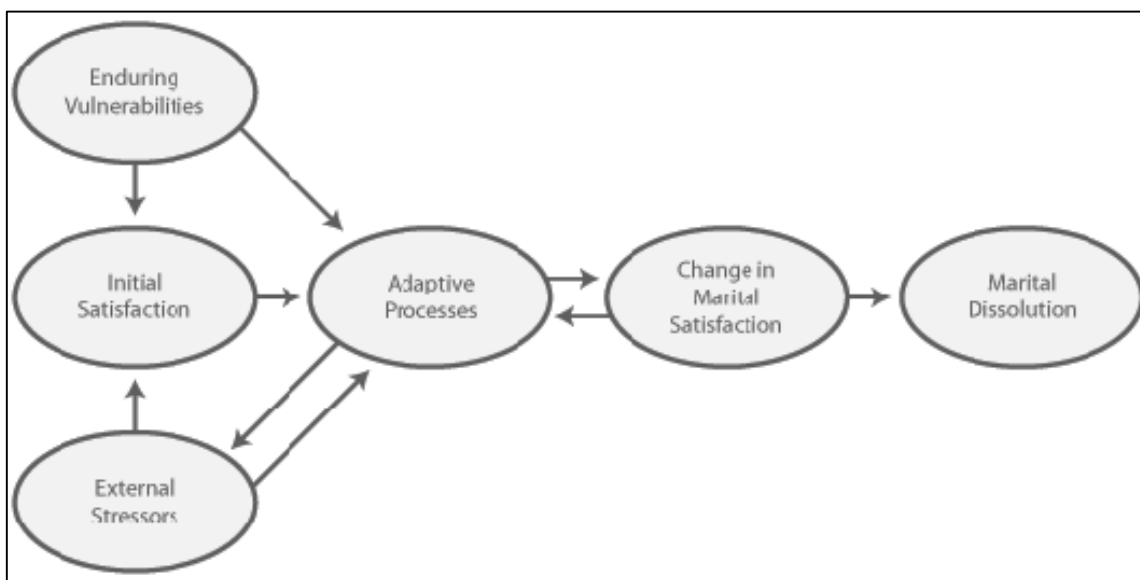 Enduring
Vulnerabilities
Initial
Satisfaction
Adaptive
Processes
Change in
Marital
Satisfaction
Marital
Dissolution
External
Stressors